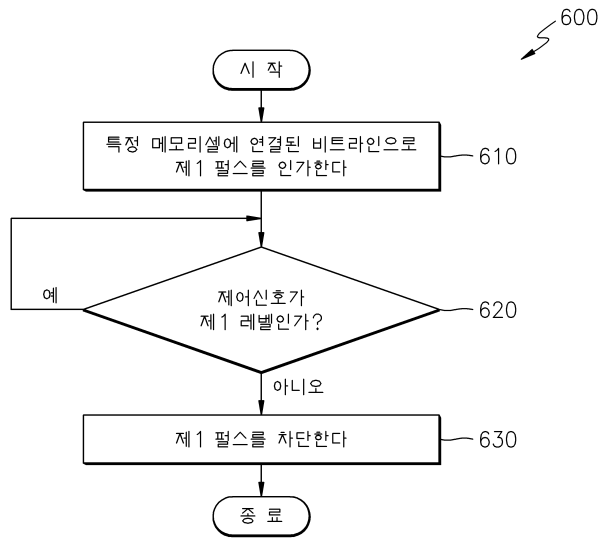 600
시 작
특정 메모리셀에 연결된 비트라인으로
제1 펄스를 인가한다
610
예
제어신호가
제1 레벨인가?
620
아니오
제1 펄스를 차단한다
630
종 료